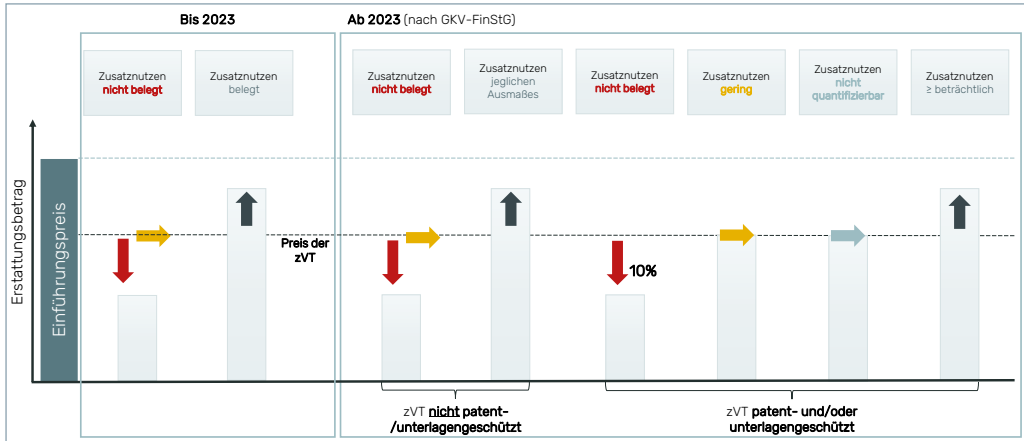 Bis 2023
Ab 2023 (nach GKV-FinStG)
Zusatznutzen
nicht belegt
Zusatznutzen
belegt
Zusatznutzen
nicht belegt
Zusatznutzen
jeglichen
Ausmaßes
Zusatznutzen
nicht belegt
Zusatznutzen
gering
Zusatznutzen
nicht
quantifizierbar
Zusatznutzen
≥ beträchtlich
Erstattungsbetrag
Einführungspreis
Preis der
zVT
10%
zVT nicht patent-
/unterlagengeschützt
zVT patent- und/oder
unterlagengeschützt